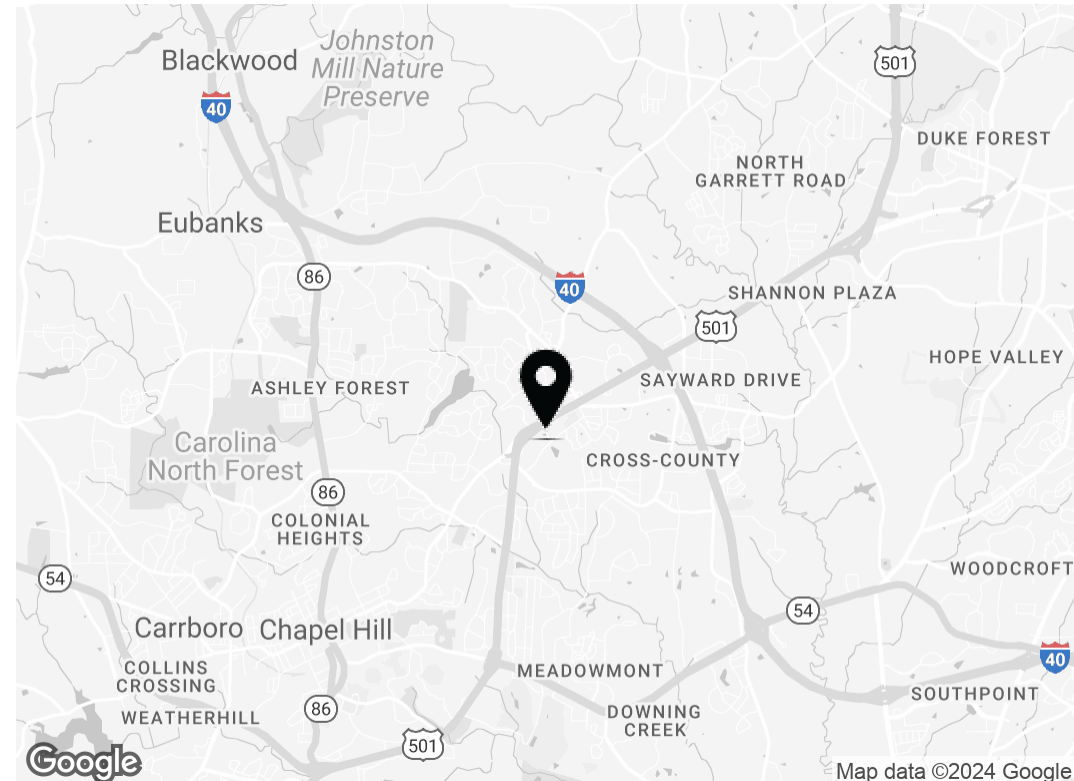 Johnston
Mill Nature
Preserve
Blackwood
501
40
DUKE FOREST
NORTH
GARRETT ROAD
Eubanks
86
40
SHANNON PLAZA
501
HOPE VALLEY
SAYWARD DRIVE
ASHLEY FOREST
Carolina
North Forest
CROSS-COUNTY
86
COLONIAL
HEIGHTS
WOODCROFT
54
54
Carrboro
Chapel Hill
40
COLLINS
CROSSING
MEADOWMONT
SOUTHPOINT
86
WEATHERHILL
DOWNING
CREEK
501
Google
Map data ©2024 Google